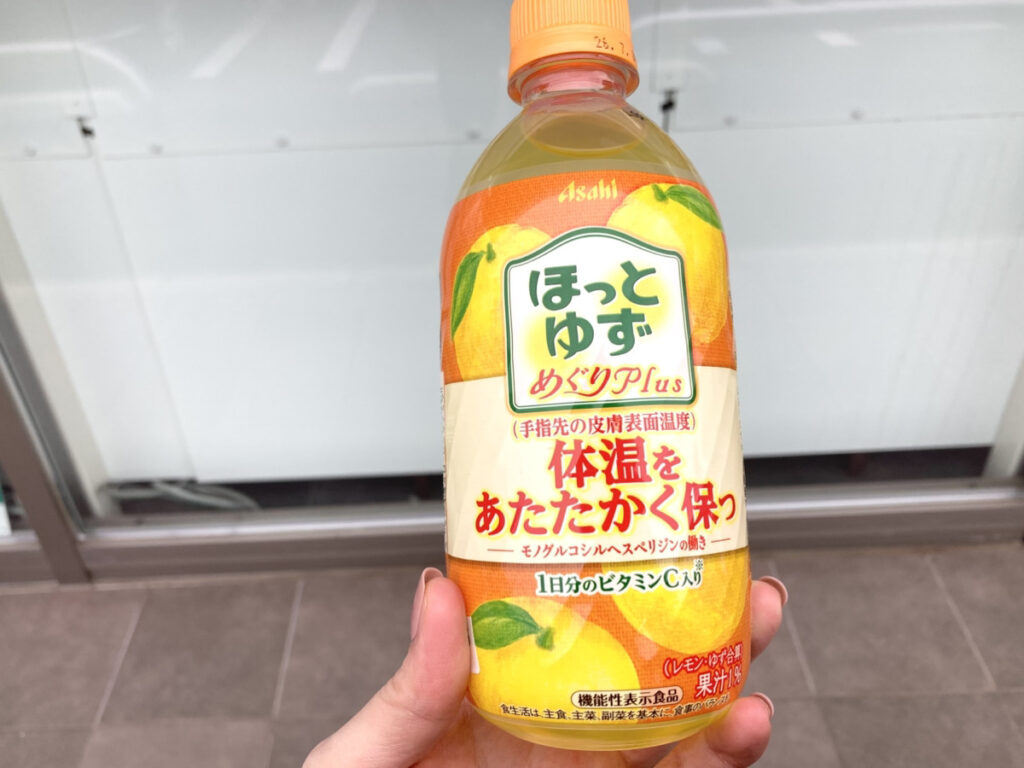 26.7.
Asahi
ほっと
ゆず
めぐりPlus
(手指先の皮膚表面温度)
体温を
あたたかく保つ
モノグルコシルヘスペリジンの働き
1日分のビタミンC入り※
(レモン・ゆず合算
果汁1%
機能性表示食品
食生活は、主食、主菜、副菜を基本に、食事のバラン